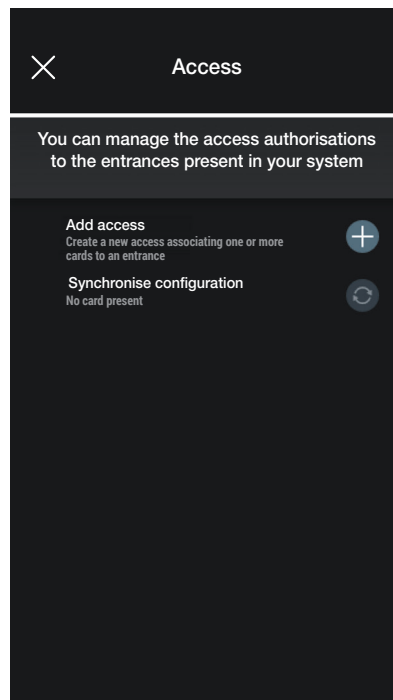 Access
You can manage the access authorisations
to the entrances present in your system
Add access
Create a new access associating one or more
cards to an entrance
Synchronise configuration
No card present